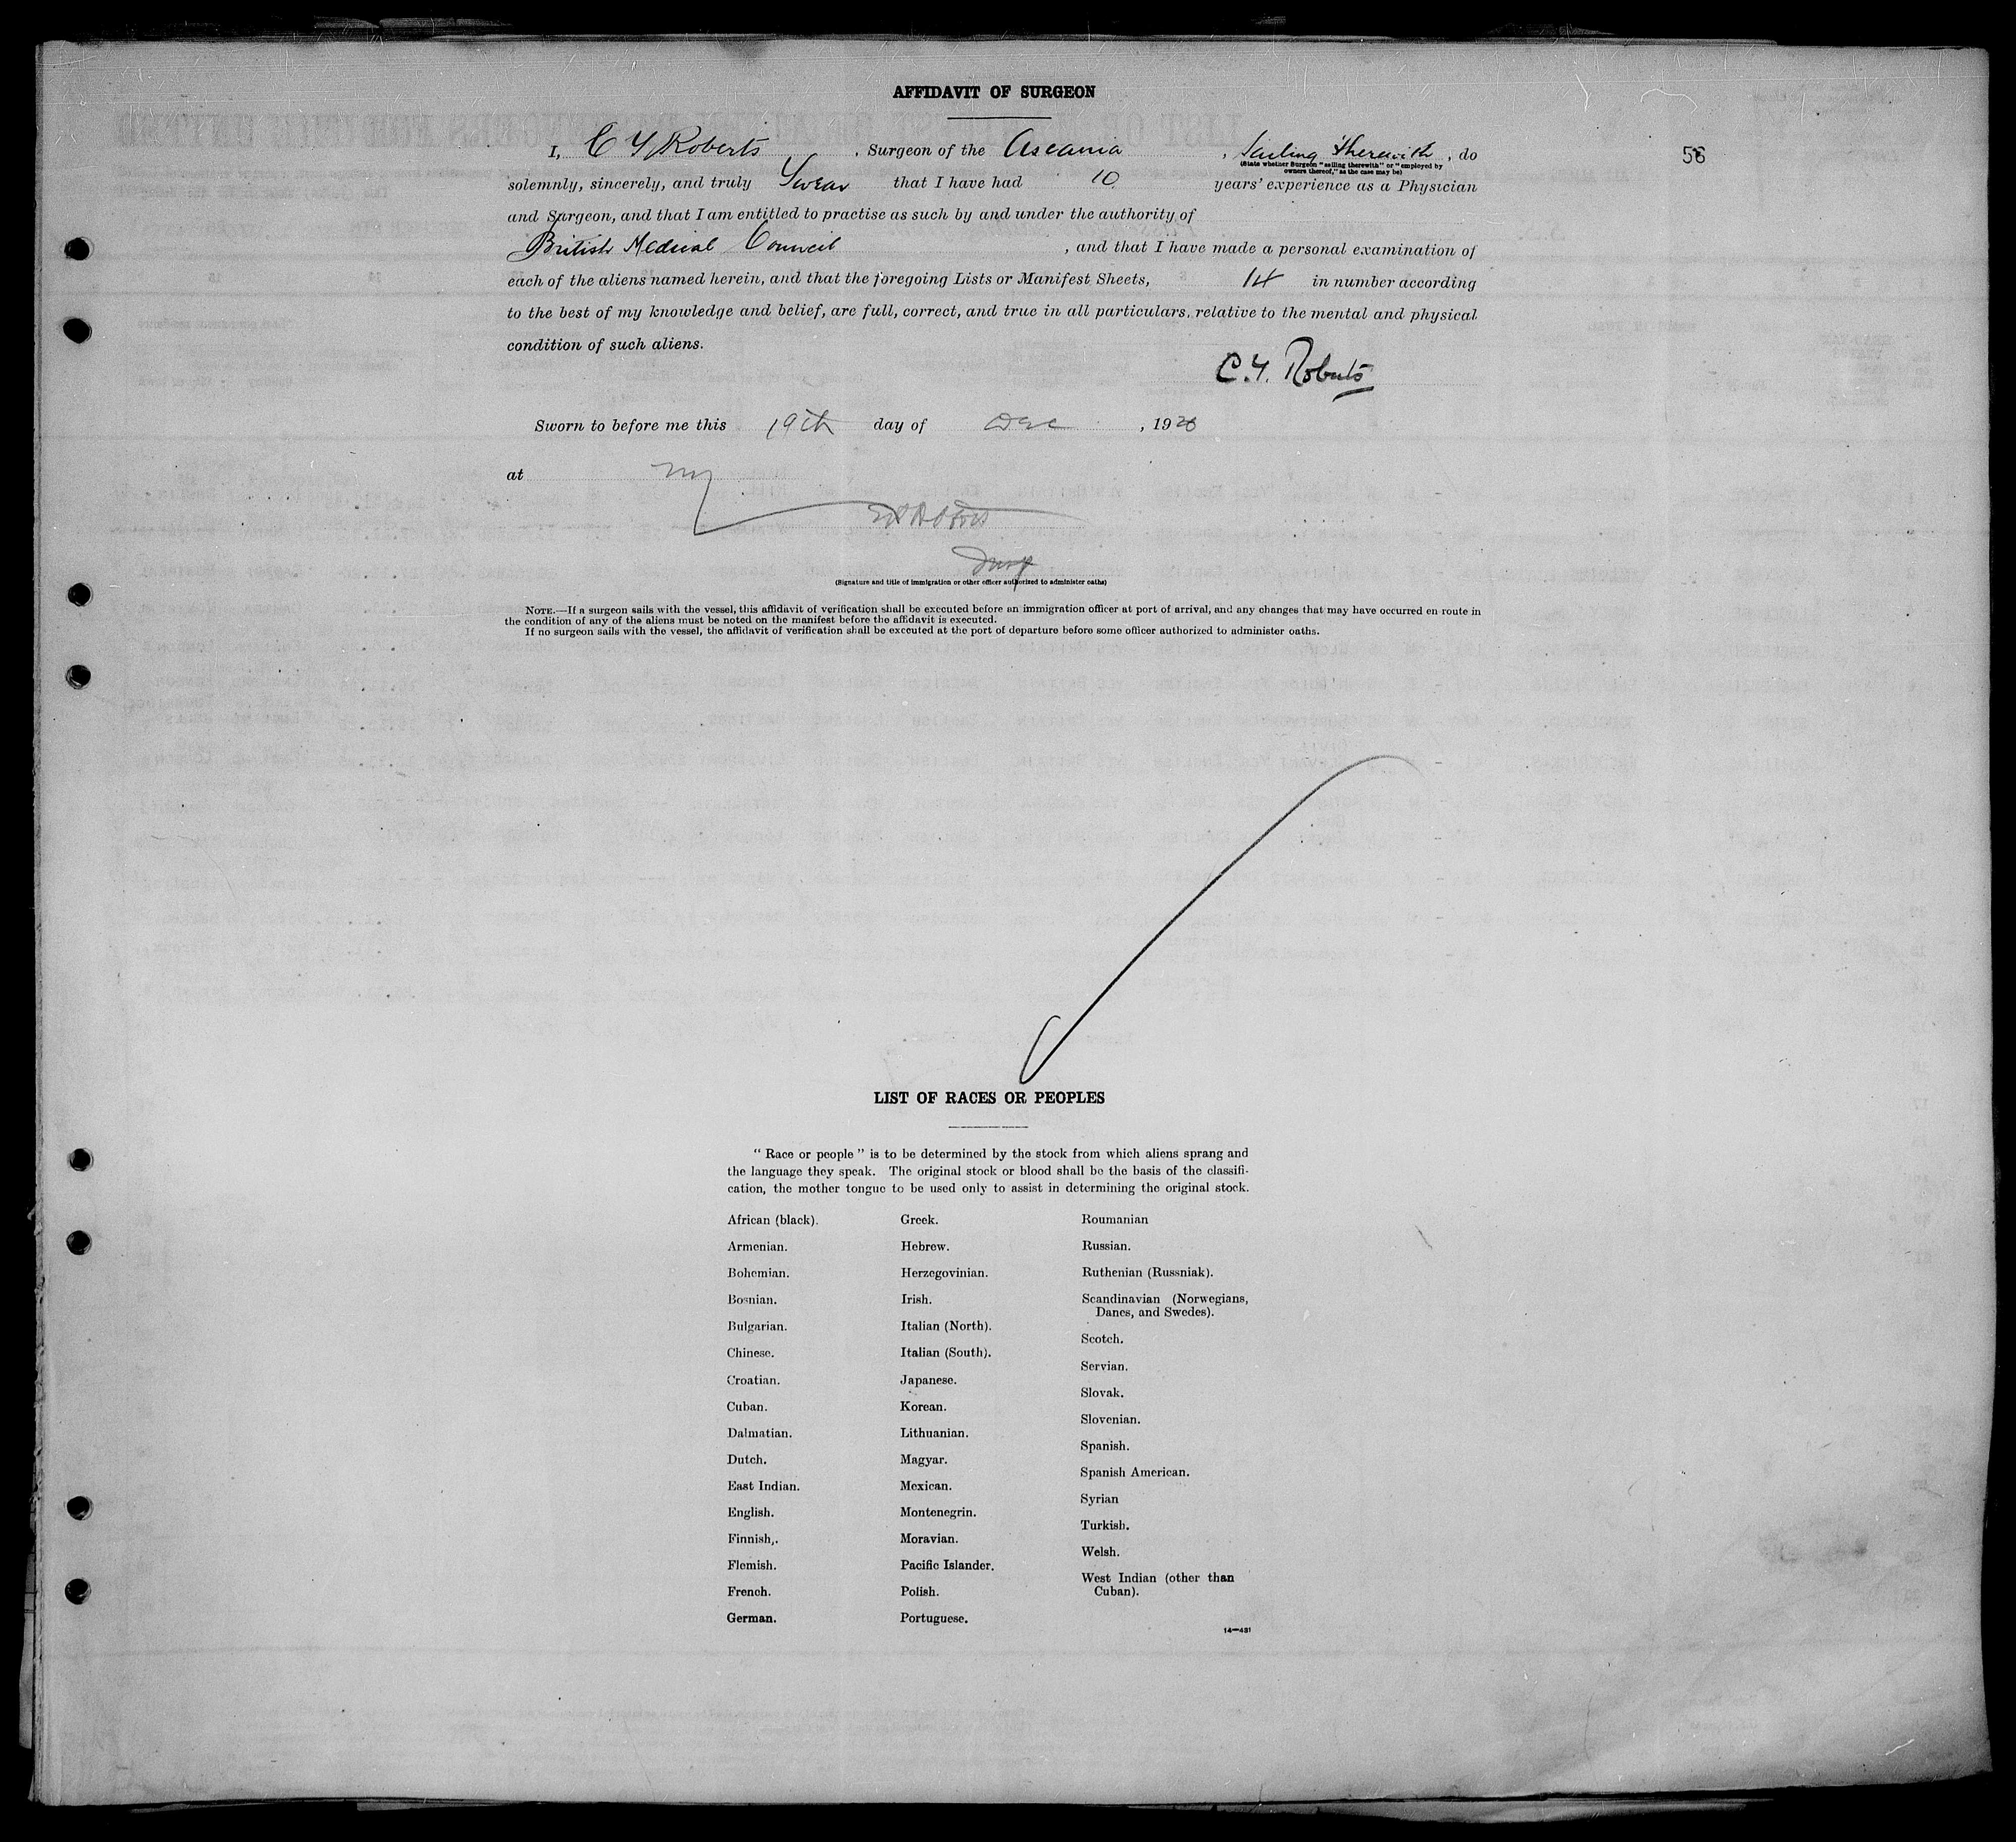 AFFIDAVIT OF SURGEON
I, C Y Roberts, Surgeon of the Ascania, Sailing therewith, do
(State whether Surgeon "sailing therewith" or "employed by
owners thereof," as the case may be)
56
solemnly, sincerely, and truly Swear that I have had 10 years' experience as a Physician
and Surgeon, and that I am entitled to practise as such by and under the authority of
British Medical Council, and that I have made a personal examination of
each of the aliens named herein, and that the foregoing Lists or Manifest Sheets, 14 in number according
to the best of my knowledge and belief, are full, correct, and true in all particulars, relative to the mental and physical
condition of such aliens.
C. Y. Roberts
Sworn to before me this 19th day of Dec, 19
at NY
(Signature and title of immigration or other officer authorized to administer oaths)
NOTE.—If a surgeon sails with the vessel, this affidavit of verification shall be executed before an immigration officer at port of arrival, and any changes that may have occurred en route in
the condition of any of the aliens must be noted on the manifest before the affidavit is executed.
If no surgeon sails with the vessel, the affidavit of verification shall be executed at the port of departure before some officer authorized to administer oaths.
LIST OF RACES OR PEOPLES
"Race or people" is to be determined by the stock from which aliens sprang and
the language they speak. The original stock or blood shall be the basis of the classifi-
cation, the mother tongue to be used only to assist in determining the original stock.
African (black).
Armenian.
Bohemian.
Bosnian.
Bulgarian.
Chinese.
Croatian.
Cuban.
Dalmatian.
Dutch.
East Indian.
English.
Finnish,.
Flemish.
French.
German.
Greek.
Hebrew.
Herzegovinian.
Irish.
Italian (North).
Italian (South).
Japanese.
Korean.
Lithuanian.
Magyar.
Mexican.
Montenegrin.
Moravian.
Pacific Islander.
Polish.
Portuguese.
Roumanian
Russian.
Ruthenian (Russniak).
Scandinavian (Norwegians,
Danes, and Swedes).
Scotch.
Servian.
Slovak.
Slovenian.
Spanish.
Spanish American.
Syrian
Turkish.
Welsh.
West Indian (other than
Cuban).
14—431